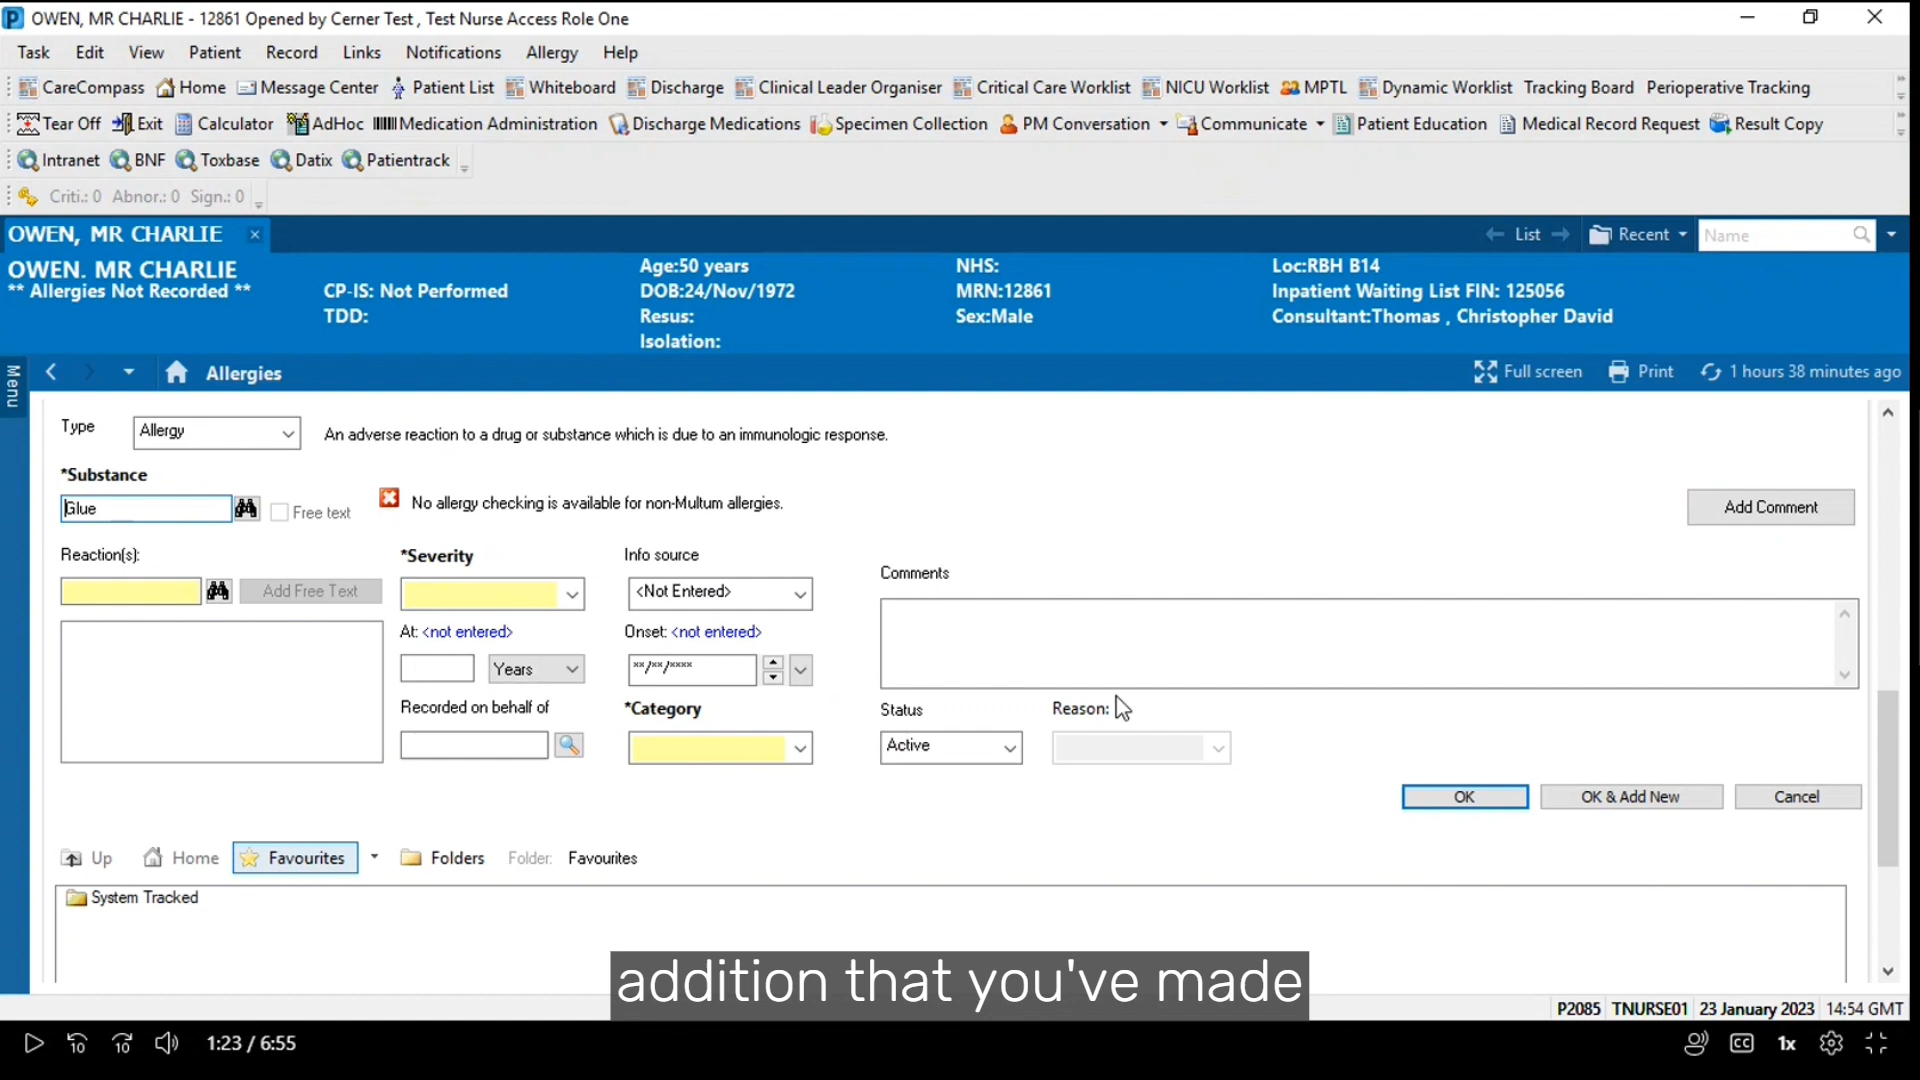 OWEN, MR CHARLIE - 12861 Opened by Cerner Test , Test Nurse Access Role One
Task Edit View Patient Record Links Notifications Allergy Help
CareCompass Home Message Center Patient List Whiteboard Discharge Clinical Leader Organiser Critical Care Worklist NICU Worklist MPTL Dynamic Worklist Tracking Board Perioperative Tracking
Tear Off Exit Calculator AdHoc Medication Administration Discharge Medications Specimen Collection PM Conversation Communicate Patient Education Medical Record Request Result Copy
Intranet BNF Toxbase Datix Patientrack
Criti.: 0 Abnor.: 0 Sign.: 0
OWEN, MR CHARLIE List Recent Name
OWEN. MR CHARLIE Age:50 years NHS: Loc:RBH B14
** Allergies Not Recorded ** CP-IS: Not Performed DOB:24/Nov/1972 MRN:12861 Inpatient Waiting List FIN: 125056
TDD: Resus: Sex:Male Consultant:Thomas , Christopher David
Isolation:
Menu Allergies Full screen Print 1 hours 38 minutes ago
Type Allergy An adverse reaction to a drug or substance which is due to an immunologic response.
*Substance
Glue Free text No allergy checking is available for non-Multum allergies. Add Comment
Reaction(s): *Severity Info source
Comments
Add Free Text <Not Entered>
At: <not entered> Onset: <not entered>
Years **/**/****
Recorded on behalf of *Category Status Reason:
Active
OK OK & Add New Cancel
Up Home Favourites Folders Folder: Favourites
System Tracked
addition that you've made
P2085 TNURSE01 23 January 2023 14:54 GMT
10 10 1:23 / 6:55 CC 1x